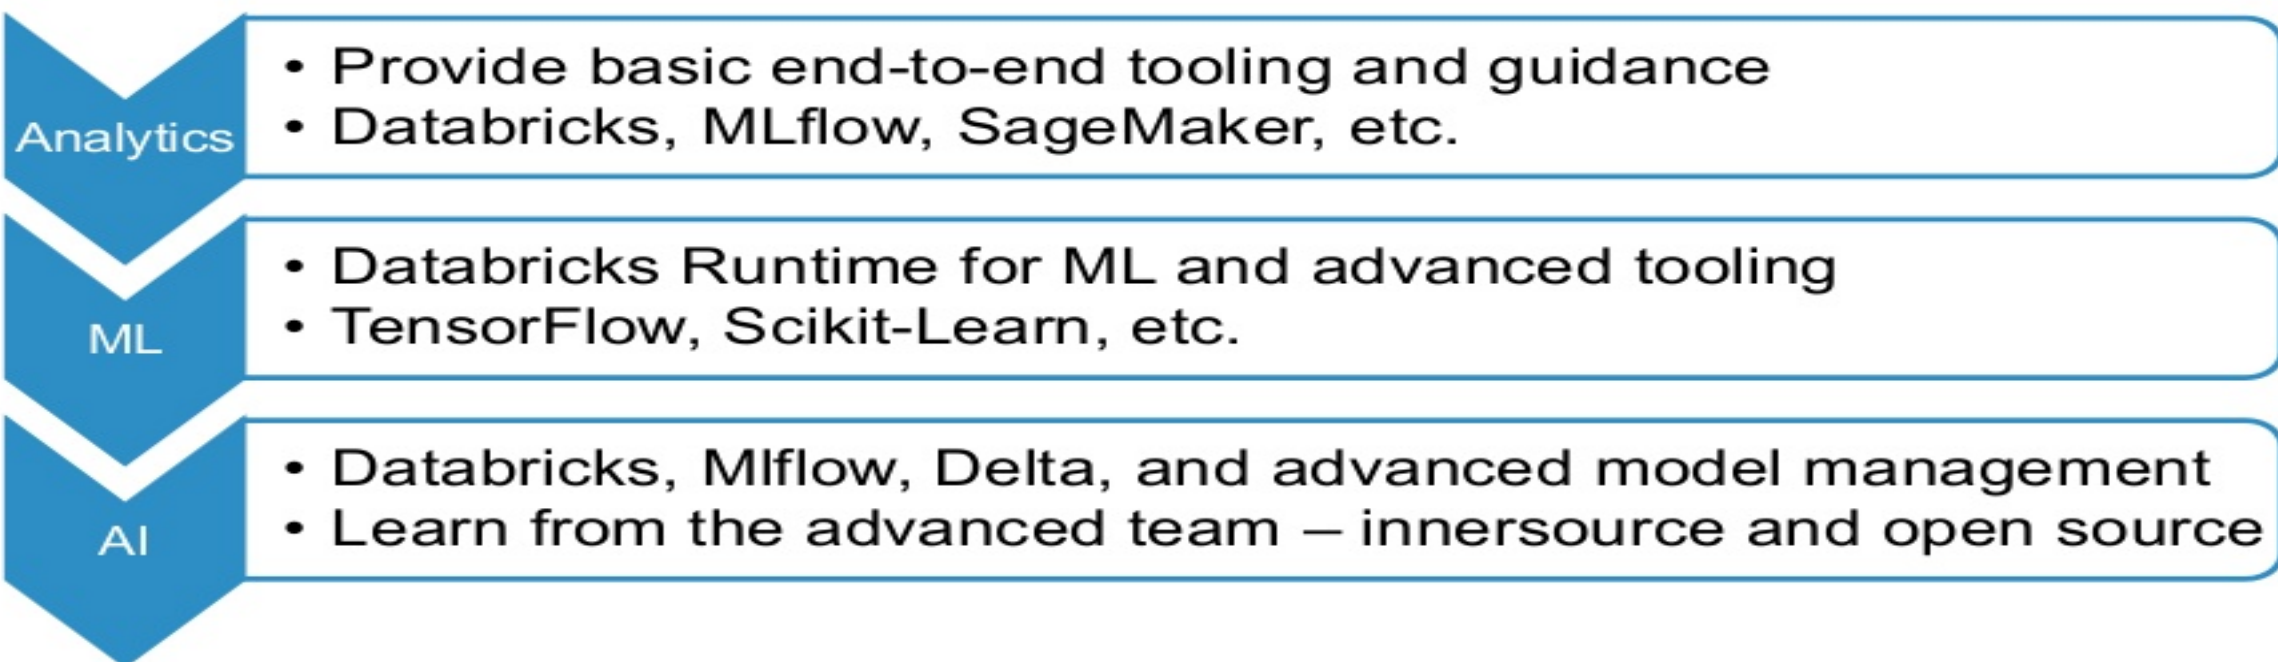 Analytics
• Provide basic end-to-end tooling and guidance
• Databricks, MLflow, SageMaker, etc.
ML
• Databricks Runtime for ML and advanced tooling
• TensorFlow, Scikit-Learn, etc.
AI
• Databricks, Mlflow, Delta, and advanced model management
• Learn from the advanced team – innersource and open source